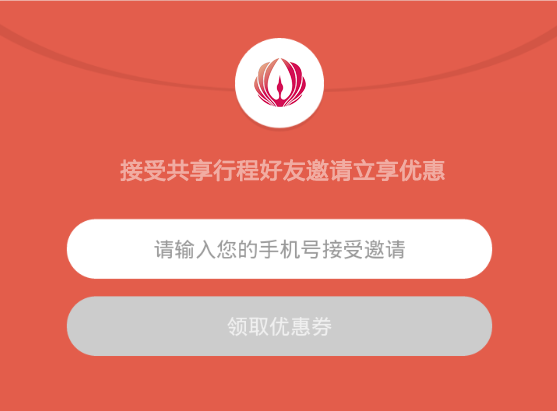 接受共享行程好友邀请立享优惠
请输入您的手机号接受邀请
领取优惠券